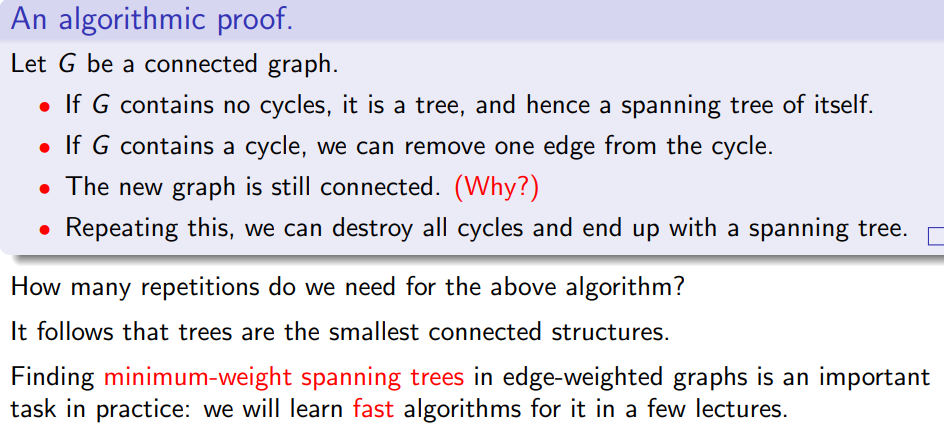 An algorithmic proof.
Let G be a connected graph.
• If G contains no cycles, it is a tree, and hence a spanning tree of itself.
• If G contains a cycle, we can remove one edge from the cycle.
• The new graph is still connected. (Why?)
• Repeating this, we can destroy all cycles and end up with a spanning tree. □
How many repetitions do we need for the above algorithm?
It follows that trees are the smallest connected structures.
Finding minimum-weight spanning trees in edge-weighted graphs is an important
task in practice: we will learn fast algorithms for it in a few lectures.